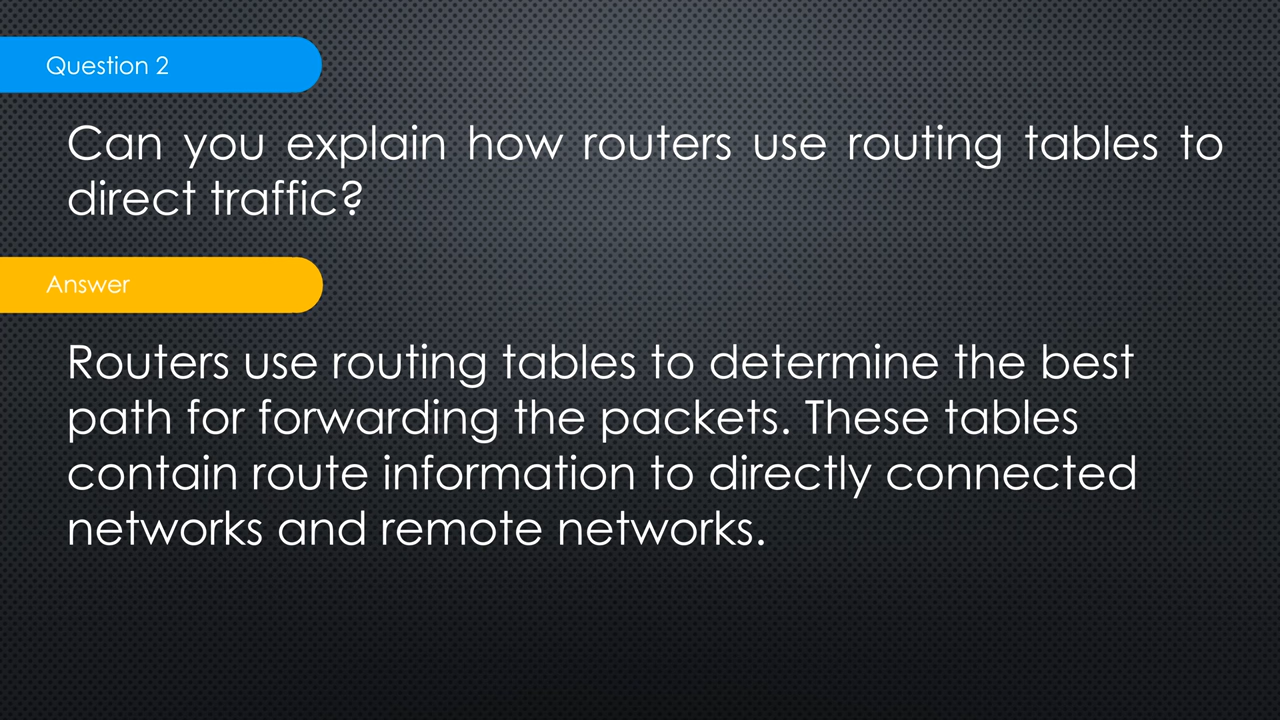 Question 2
Can you explain how routers use routing tables to
direct traffic?
Answer
Routers use routing tables to determine the best
path for forwarding the packets. These tables
contain route information to directly connected
networks and remote networks.